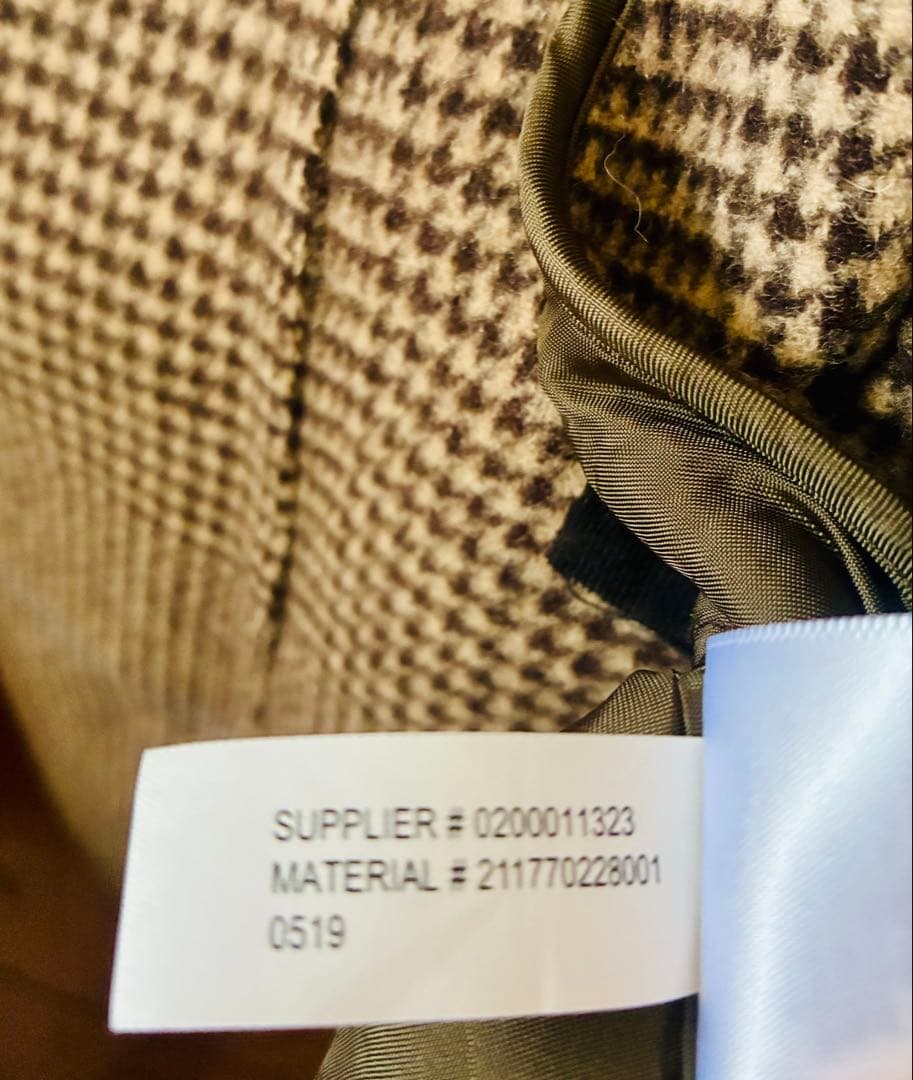 SUPPLIER # 0200011323
MATERIAL # 211770228001
0519